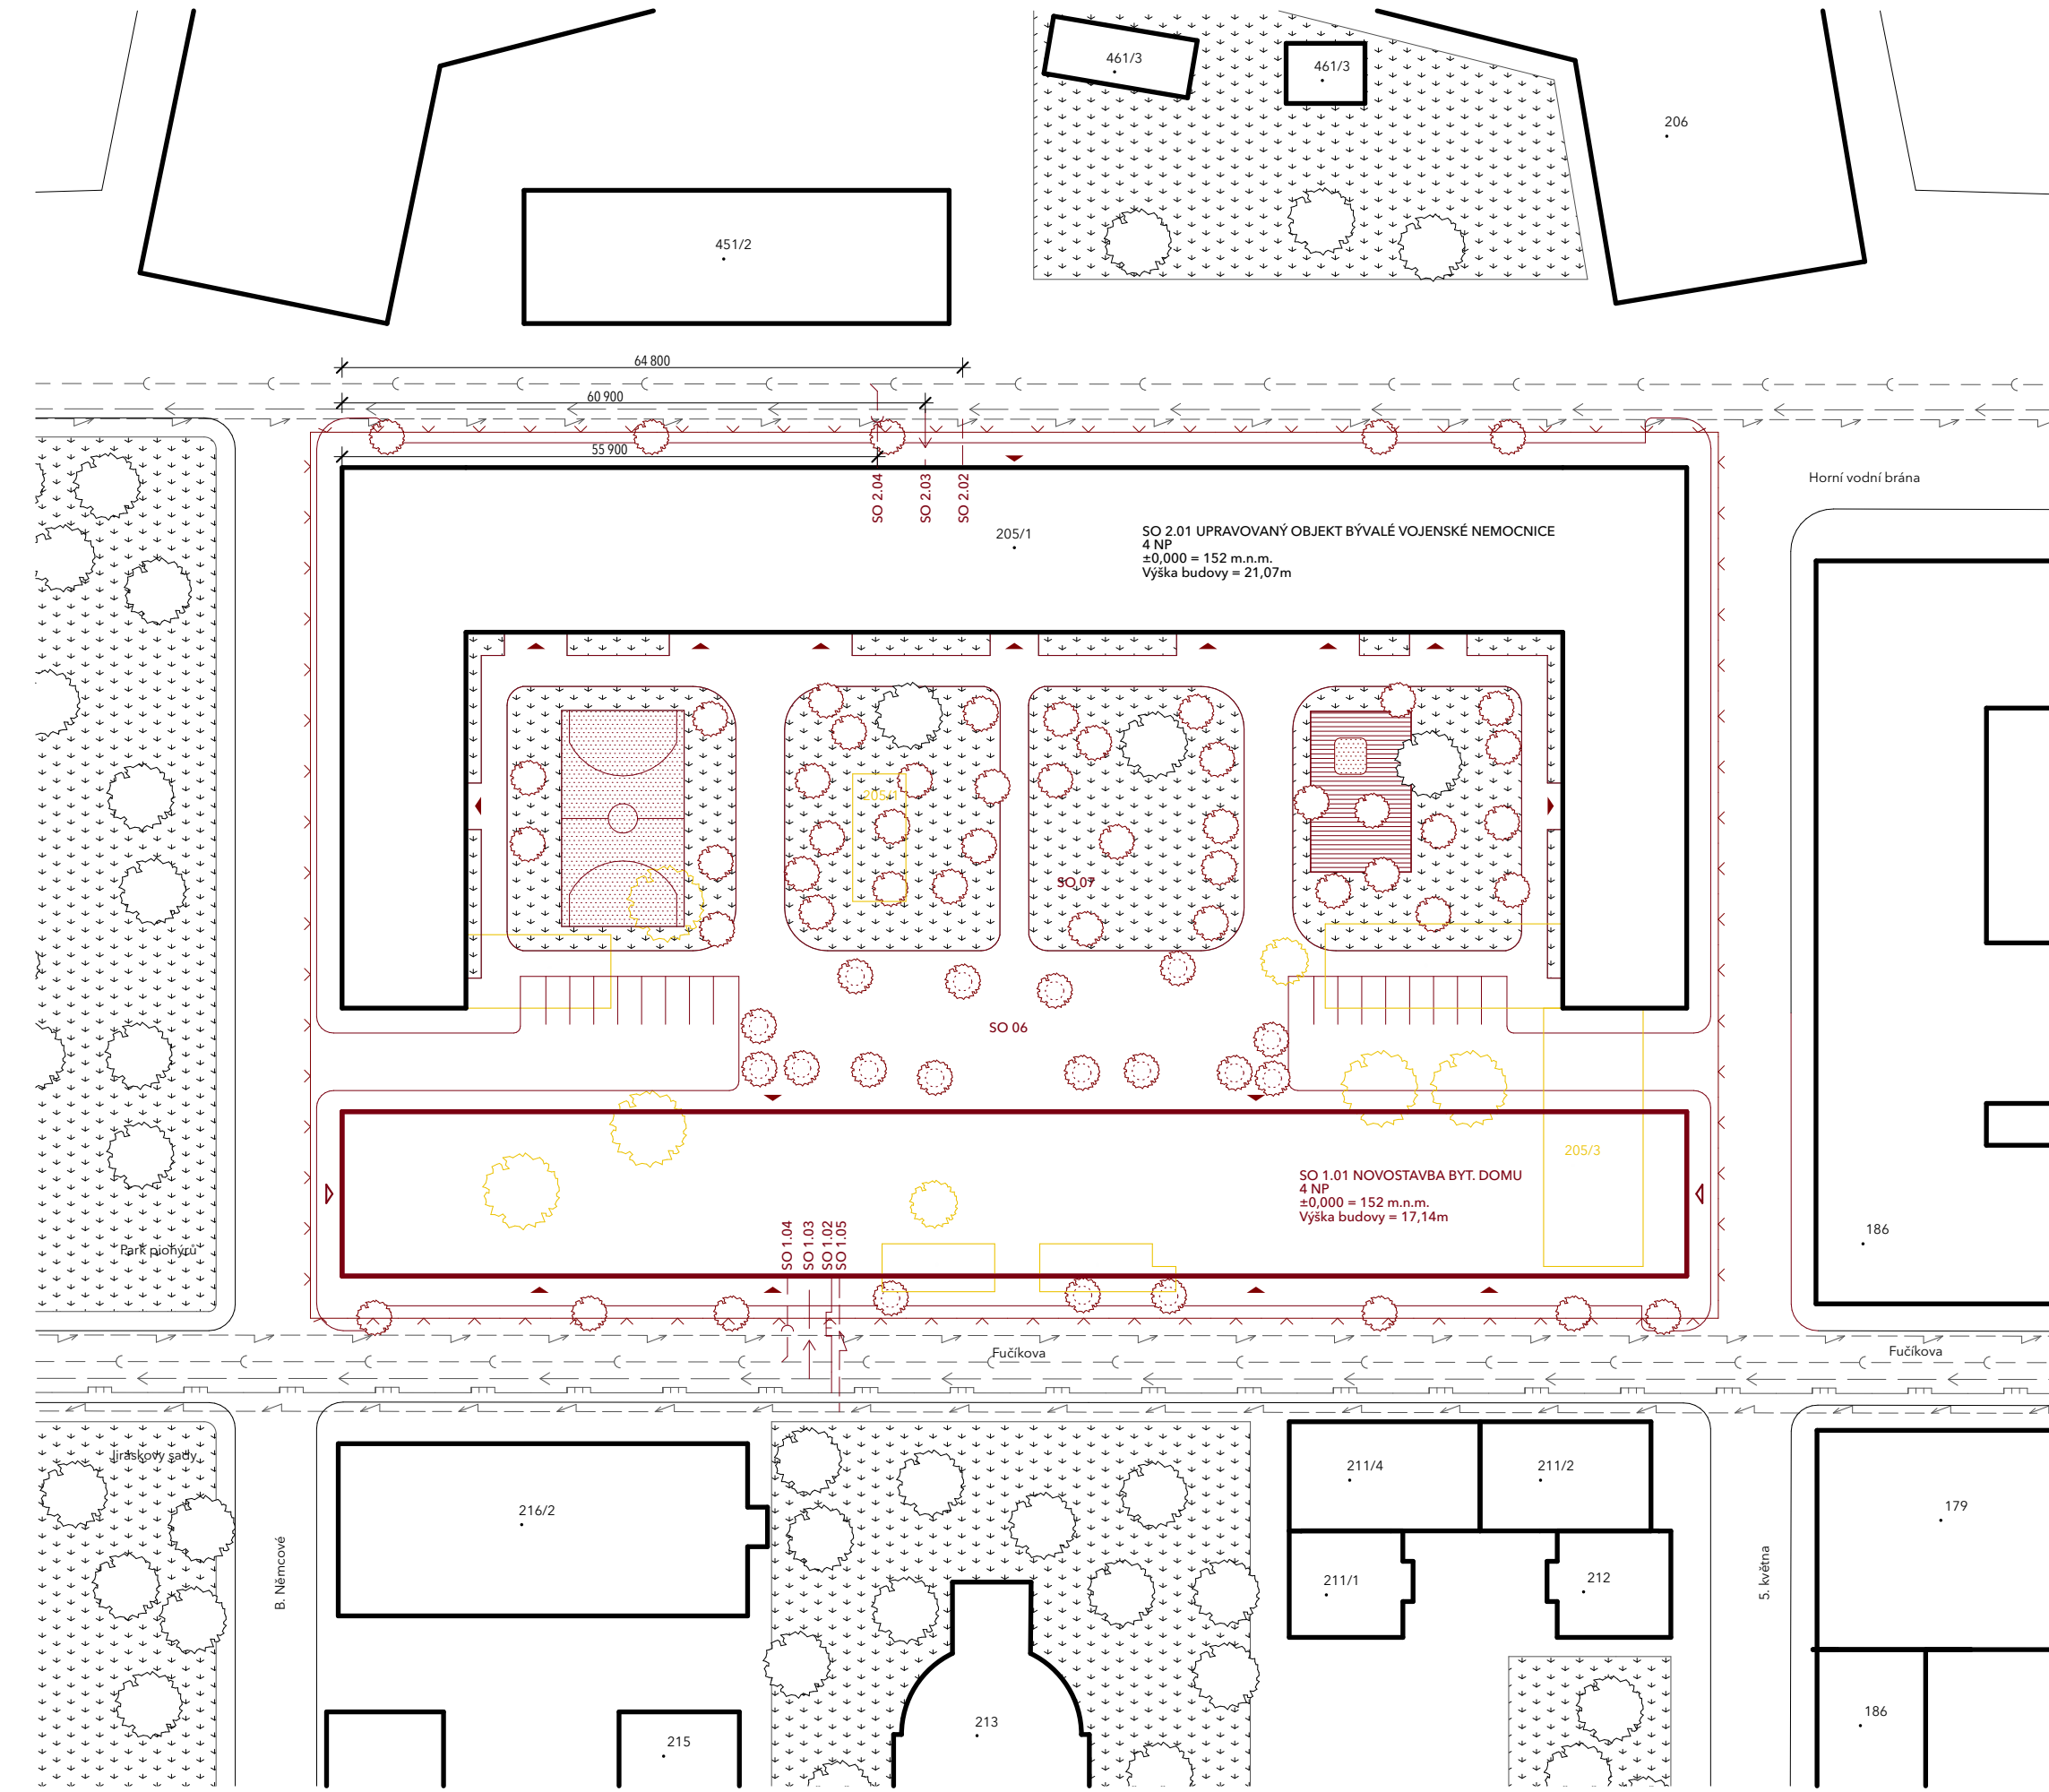 461/3
461/3
206
451/2
64 800
60 900
55 900
SO 2.04
SO 2.03
SO 2.02
Horní vodní brána
205/1
SO 2.01 UPRAVOVANÝ OBJEKT BÝVALÉ VOJENSKÉ NEMOCNICE
4 NP
±0,000 = 152 m.n.m.
Výška budovy = 21,07m
205/1
SO 07
SO 06
205/3
SO 1.01 NOVOSTAVBA BYT. DOMU
4 NP
±0,000 = 152 m.n.m.
Výška budovy = 17,14m
SO 1.04
SO 1.03
SO 1.02
SO 1.05
186
Park pionýrů
Fučíkova
Fučíkova
Jiráskovy sady
211/4
211/2
216/2
179
B. Němcové
5. května
211/1
212
213
215
186